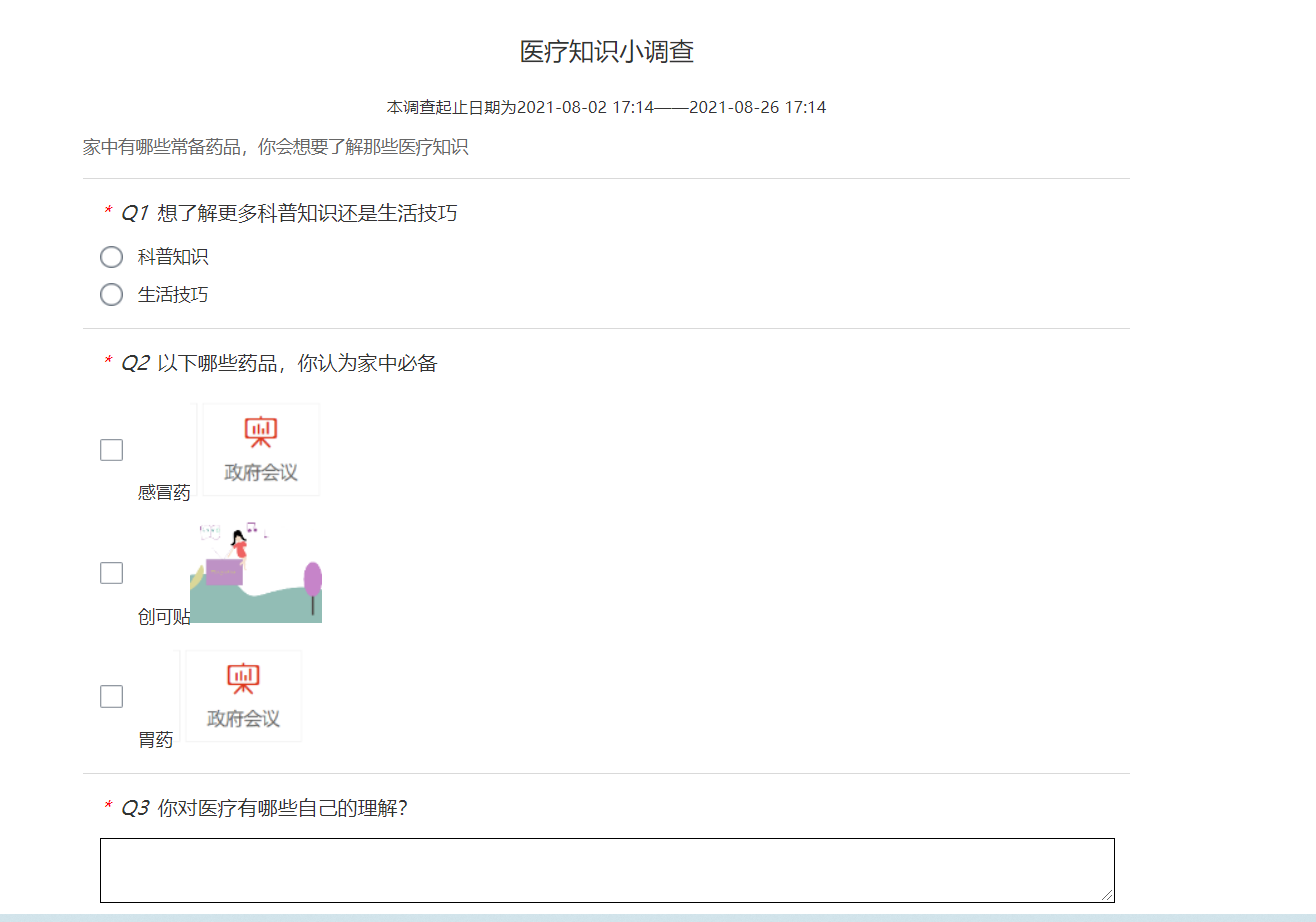 医疗知识小调查
本调查起止日期为2021-08-02 17:14——2021-08-26 17:14
家中有哪些常备药品，你会想要了解那些医疗知识
* Q1 想了解更多科普知识还是生活技巧
科普知识
生活技巧
* Q2 以下哪些药品，你认为家中必备
政府会议
感冒药
创可贴
政府会议
胃药
* Q3 你对医疗有哪些自己的理解?